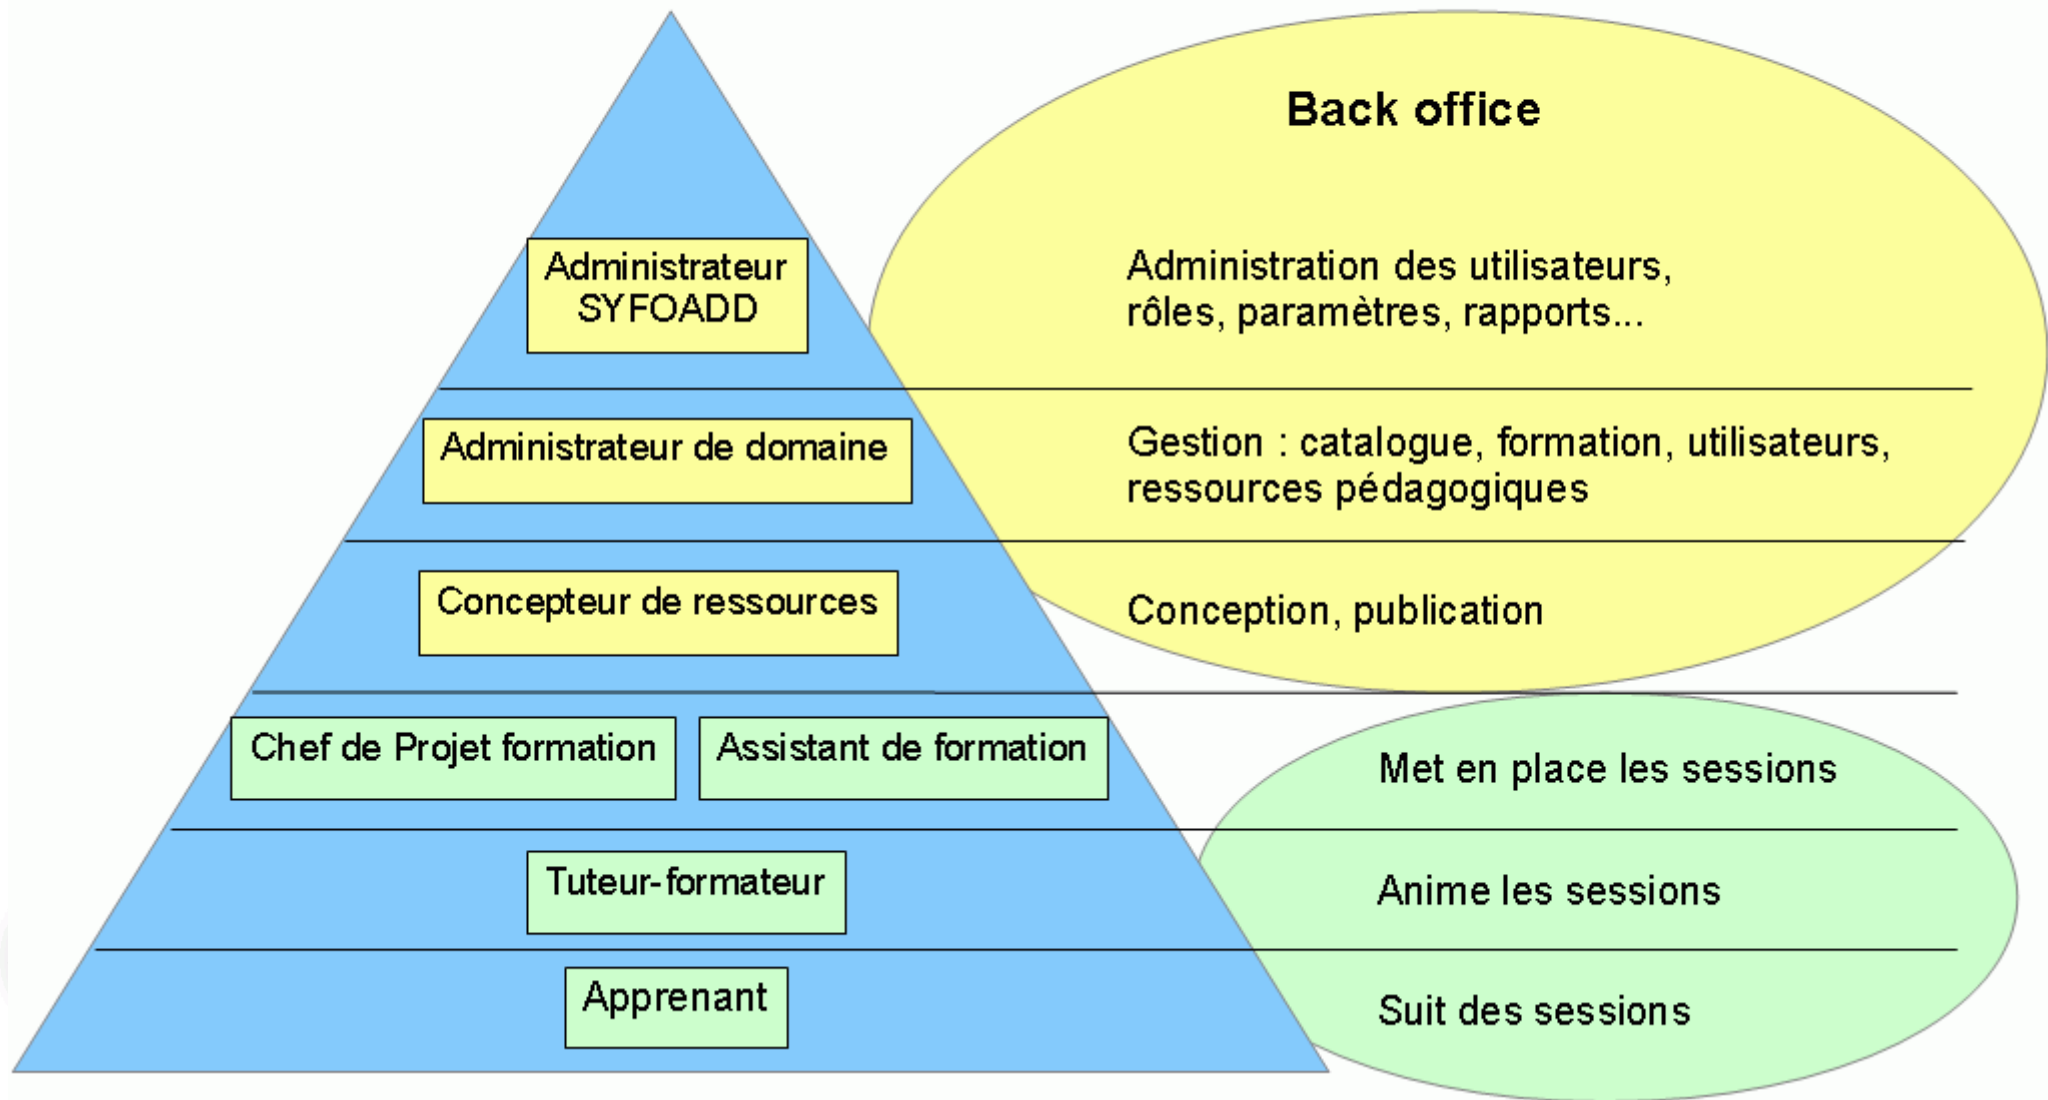 Back office
Administrateur
SYFOADD
Administration des utilisateurs,
rôles, paramètres, rapports...
Administrateur de domaine
Gestion : catalogue, formation, utilisateurs,
ressources pédagogiques
Concepteur de ressources
Conception, publication
Chef de Projet formation
Assistant de formation
Met en place les sessions
Tuteur-formateur
Anime les sessions
Apprenant
Suit des sessions